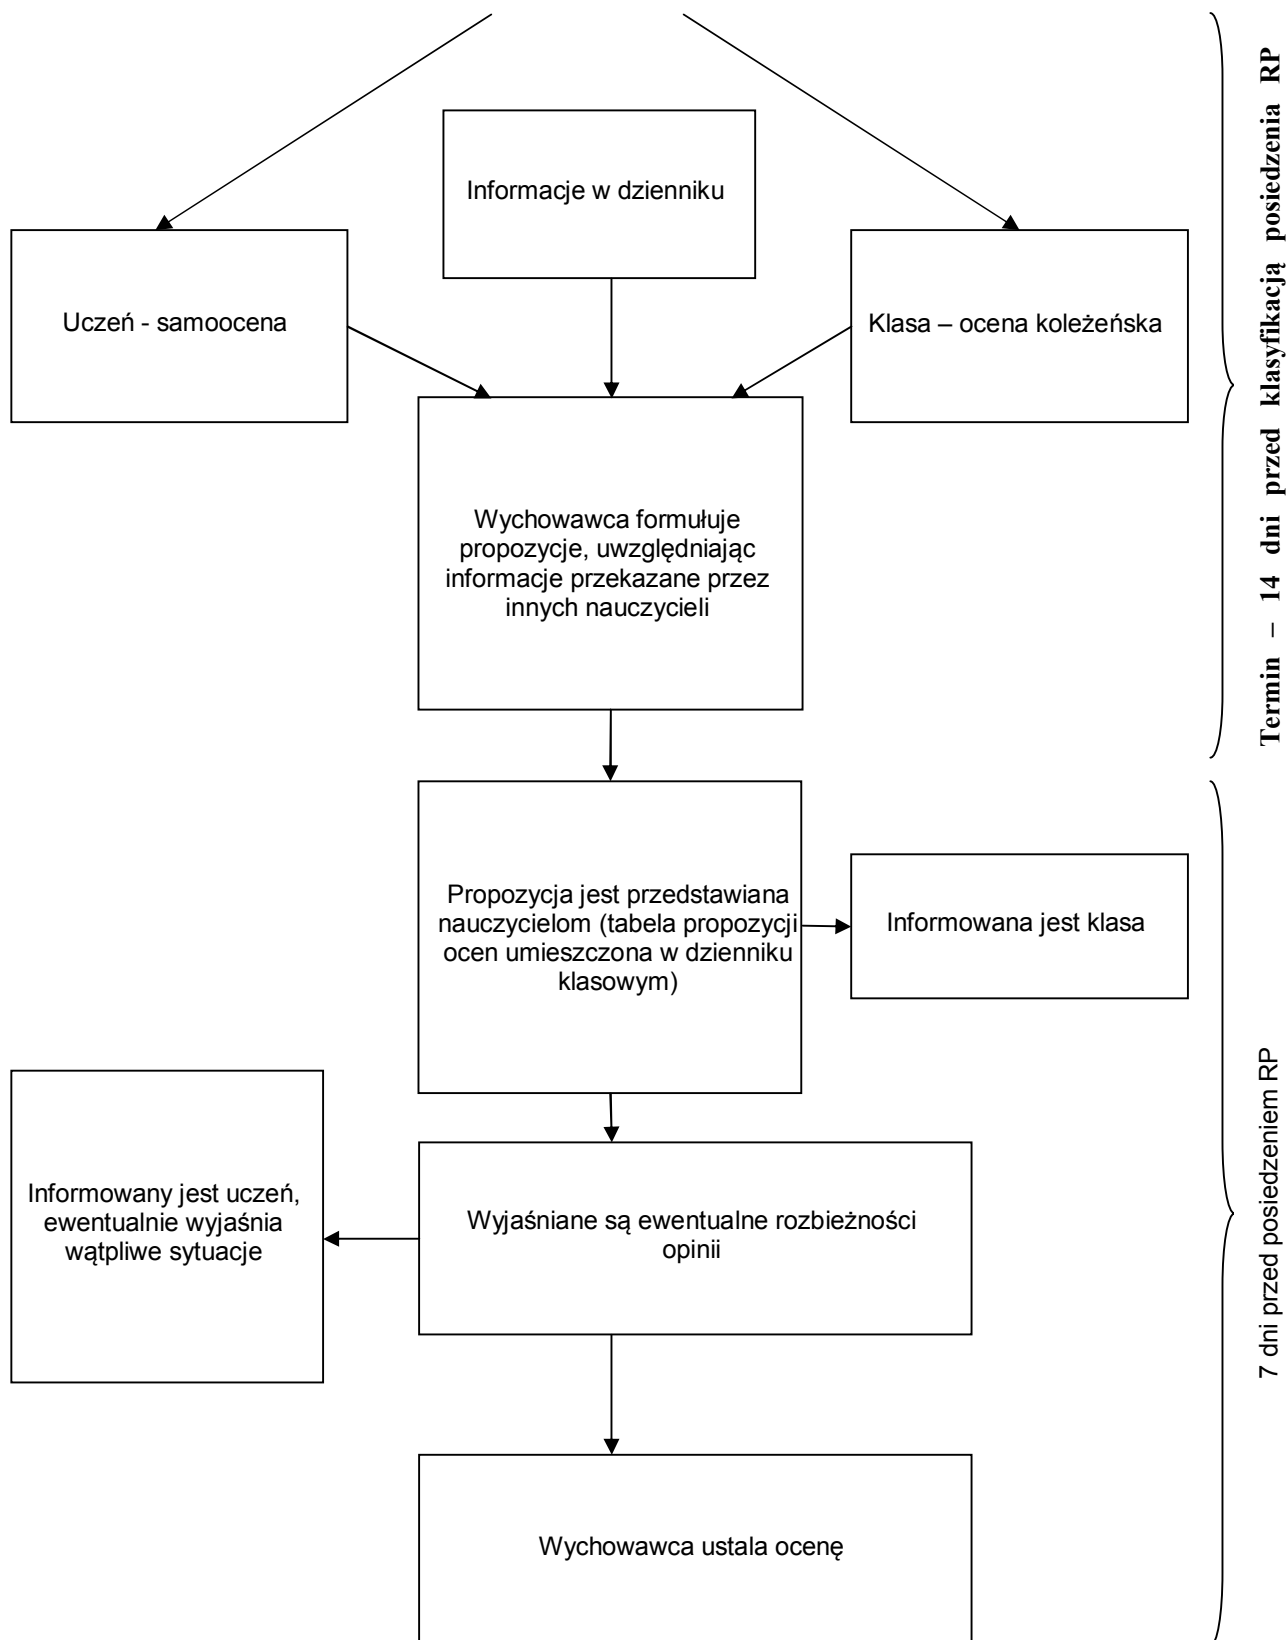 Informacje w dzienniku
Uczeń - samoocena
Klasa – ocena koleżeńska
Wychowawca formułuje
propozycje, uwzględniając
informacje przekazane przez
innych nauczycieli
Termin – 14 dni przed klasyfikacją posiedzenia RP
Propozycja jest przedstawiana
nauczycielom (tabela propozycji
ocen umieszczona w dzienniku
klasowym)
Informowana jest klasa
Informowany jest uczeń,
ewentualnie wyjaśnia
wątpliwe sytuacje
Wyjaśniane są ewentualne rozbieżności
opinii
7 dni przed posiedzeniem RP
Wychowawca ustala ocenę